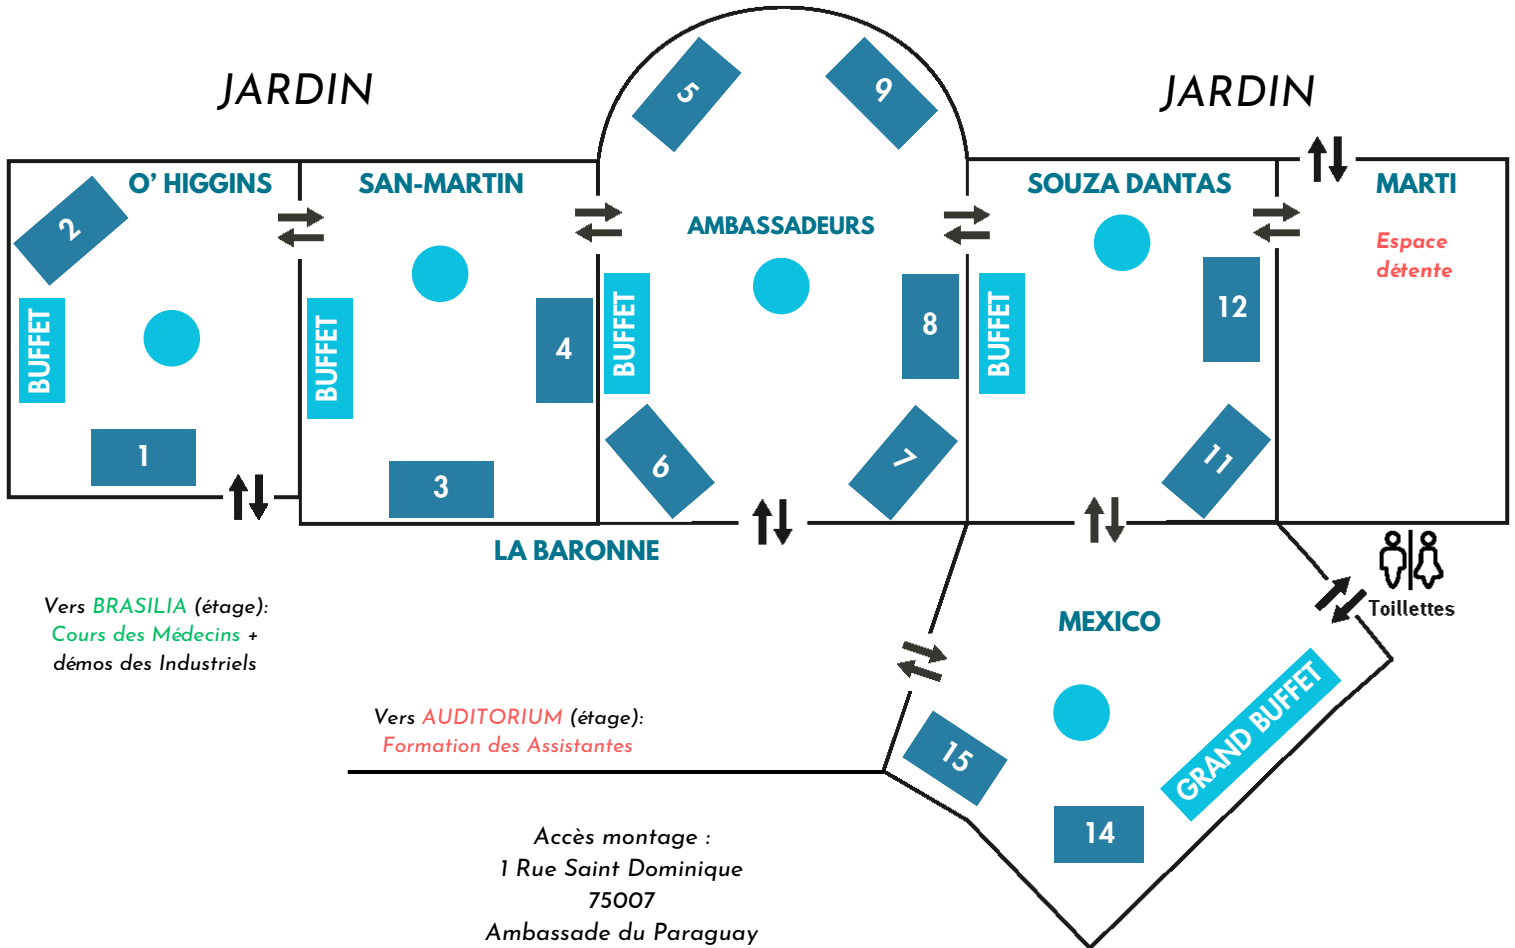 JARDIN
JARDIN
5
9
O' HIGGINS
SAN-MARTIN
SOUZA DANTAS
MARTI
2
AMBASSADEURS
Espace
détente
BUFFET
BUFFET
4
BUFFET
8
BUFFET
12
1
3
6
7
11
LA BARONNE
Vers BRASILIA (étage):
Cours des Médecins +
démos des Industriels
MEXICO
Toillettes
Vers AUDITORIUM (étage):
Formation des Assistantes
15
GRAND BUFFET
14
Accès montage :
1 Rue Saint Dominique
75007
Ambassade du Paraguay